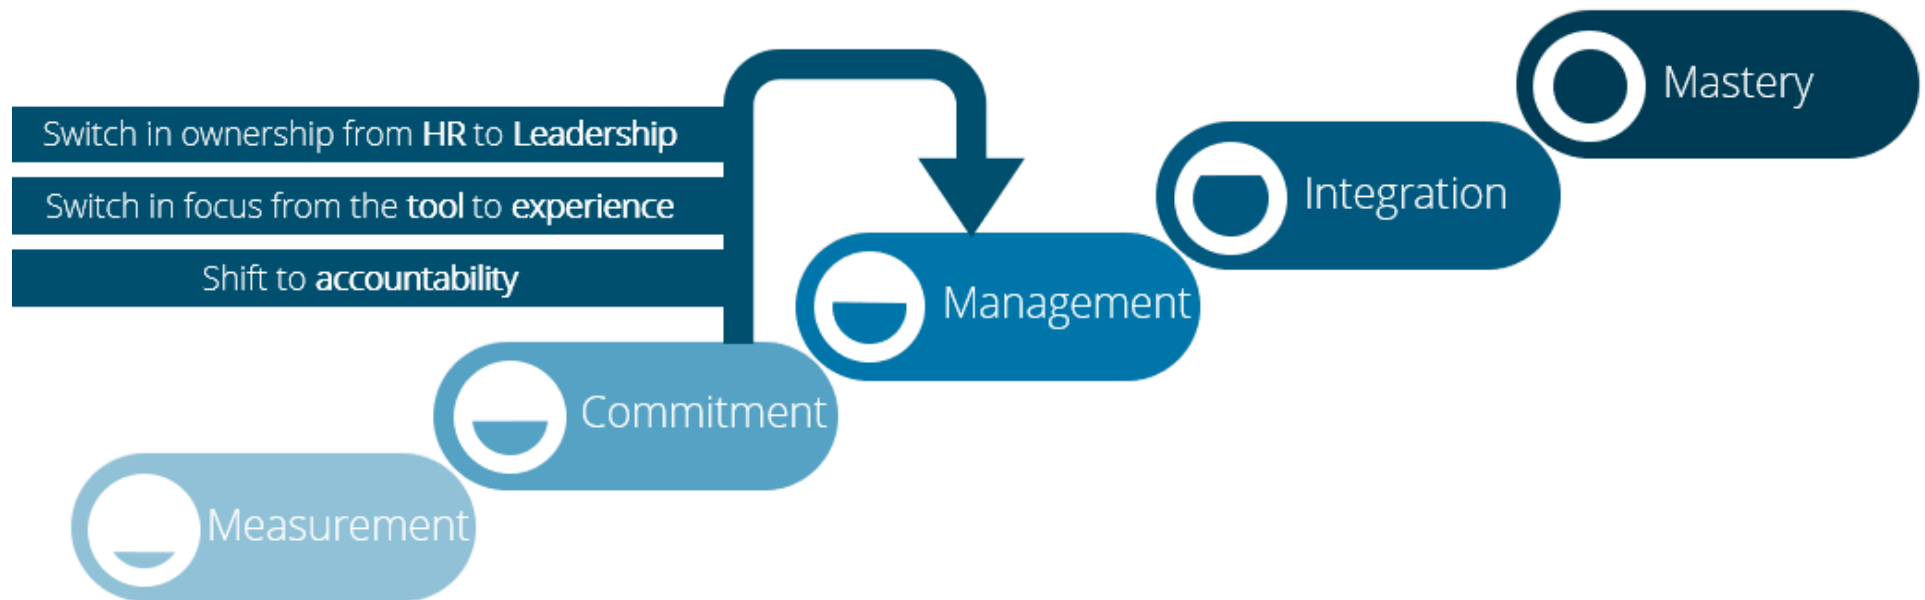 Switch in ownership from HR to Leadership
Switch in focus from the tool to experience
Shift to accountability
Measurement
Commitment
Management
Integration
Mastery